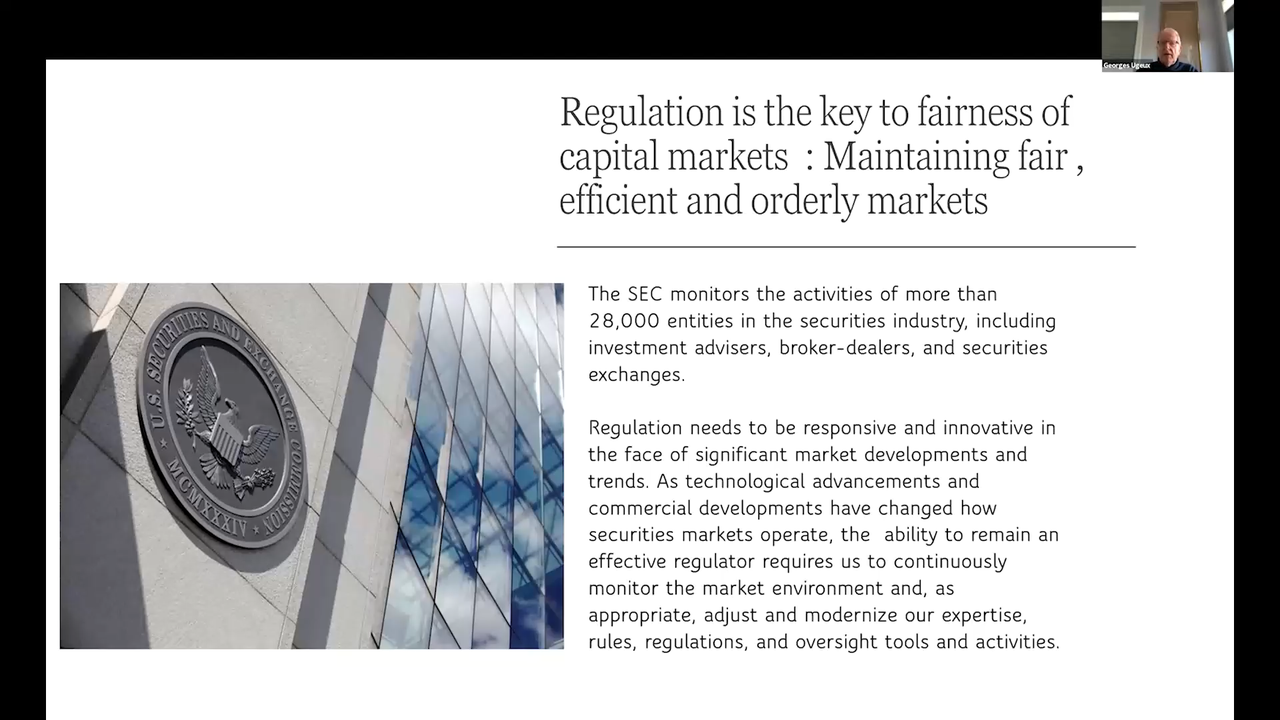 Georges Ugeux
Regulation is the key to fairness of
capital markets : Maintaining fair ,
efficient and orderly markets
U.S. SECURITIES AND EXCHANGE COMMISSION
MCMXXXIV
The SEC monitors the activities of more than
28,000 entities in the securities industry, including
investment advisers, broker-dealers, and securities
exchanges.
Regulation needs to be responsive and innovative in
the face of significant market developments and
trends. As technological advancements and
commercial developments have changed how
securities markets operate, the ability to remain an
effective regulator requires us to continuously
monitor the market environment and, as
appropriate, adjust and modernize our expertise,
rules, regulations, and oversight tools and activities.